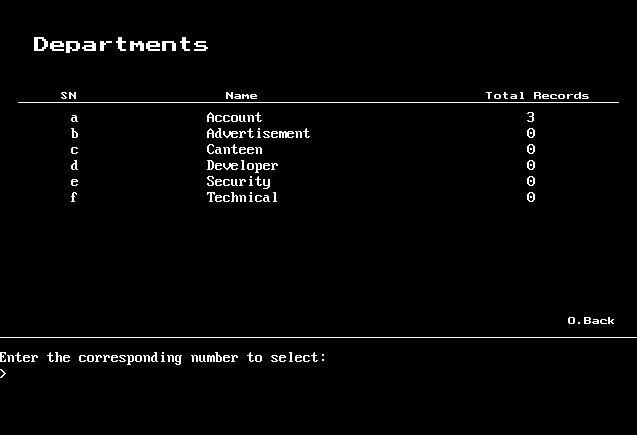 Departments
SN Name Total Records
a Account 3
b Advertisement 0
c Canteen 0
d Developer 0
e Security 0
f Technical 0
0.Back
Enter the corresponding number to select:
>